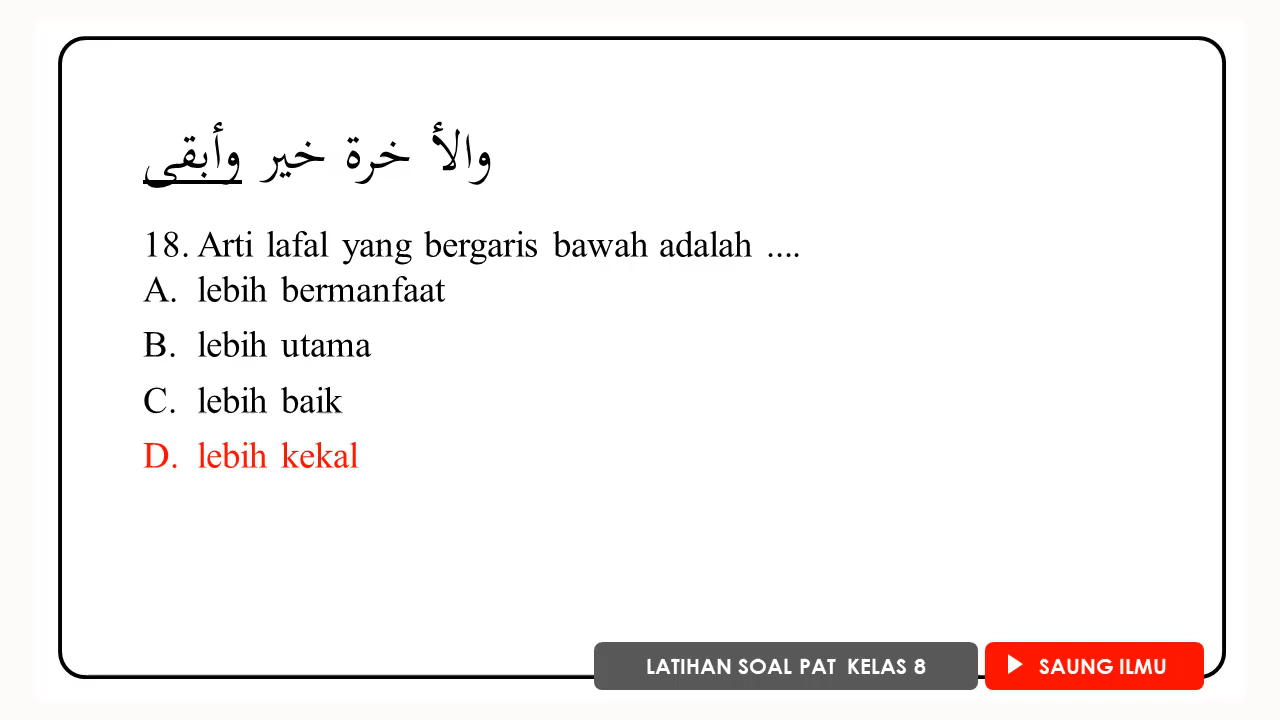 والأ خرة خير وأبقى
18. Arti lafal yang bergaris bawah adalah ....
A. lebih bermanfaat
B. lebih utama
C. lebih baik
D. lebih kekal
LATIHAN SOAL PAT KELAS 8
SAUNG ILMU